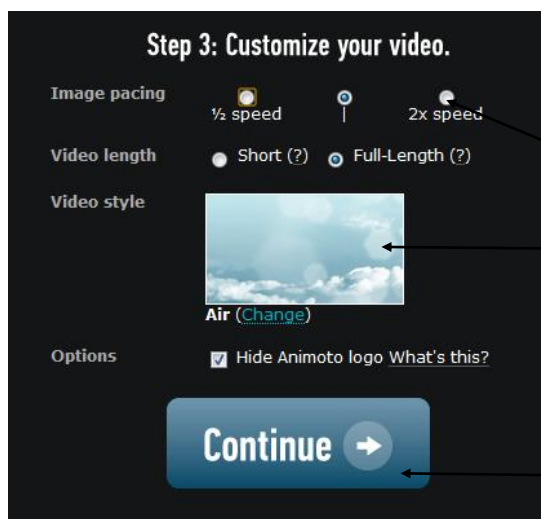 Step 3: Customize your video.
Image pacing
½ speed | 2x speed
Video length Short (?) Full-Length (?)
Video style
Air (Change)
Options Hide Animoto logo What's this?
Continue